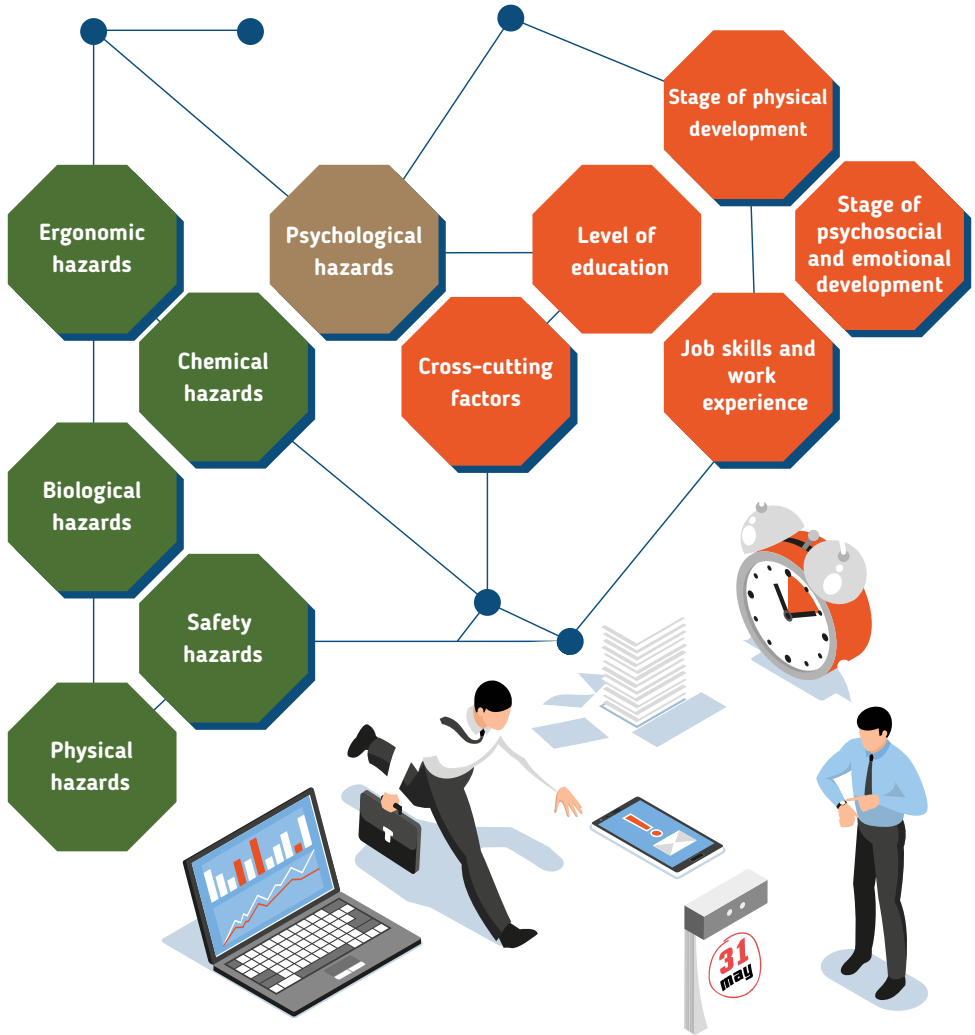 Stage of physical
development
Ergonomic
hazards
Psychological
hazards
Level of
education
Stage of
psychosocial
and emotional
development
Chemical
hazards
Cross-cutting
factors
Job skills and
work
experience
Biological
hazards
Safety
hazards
Physical
hazards
31
may